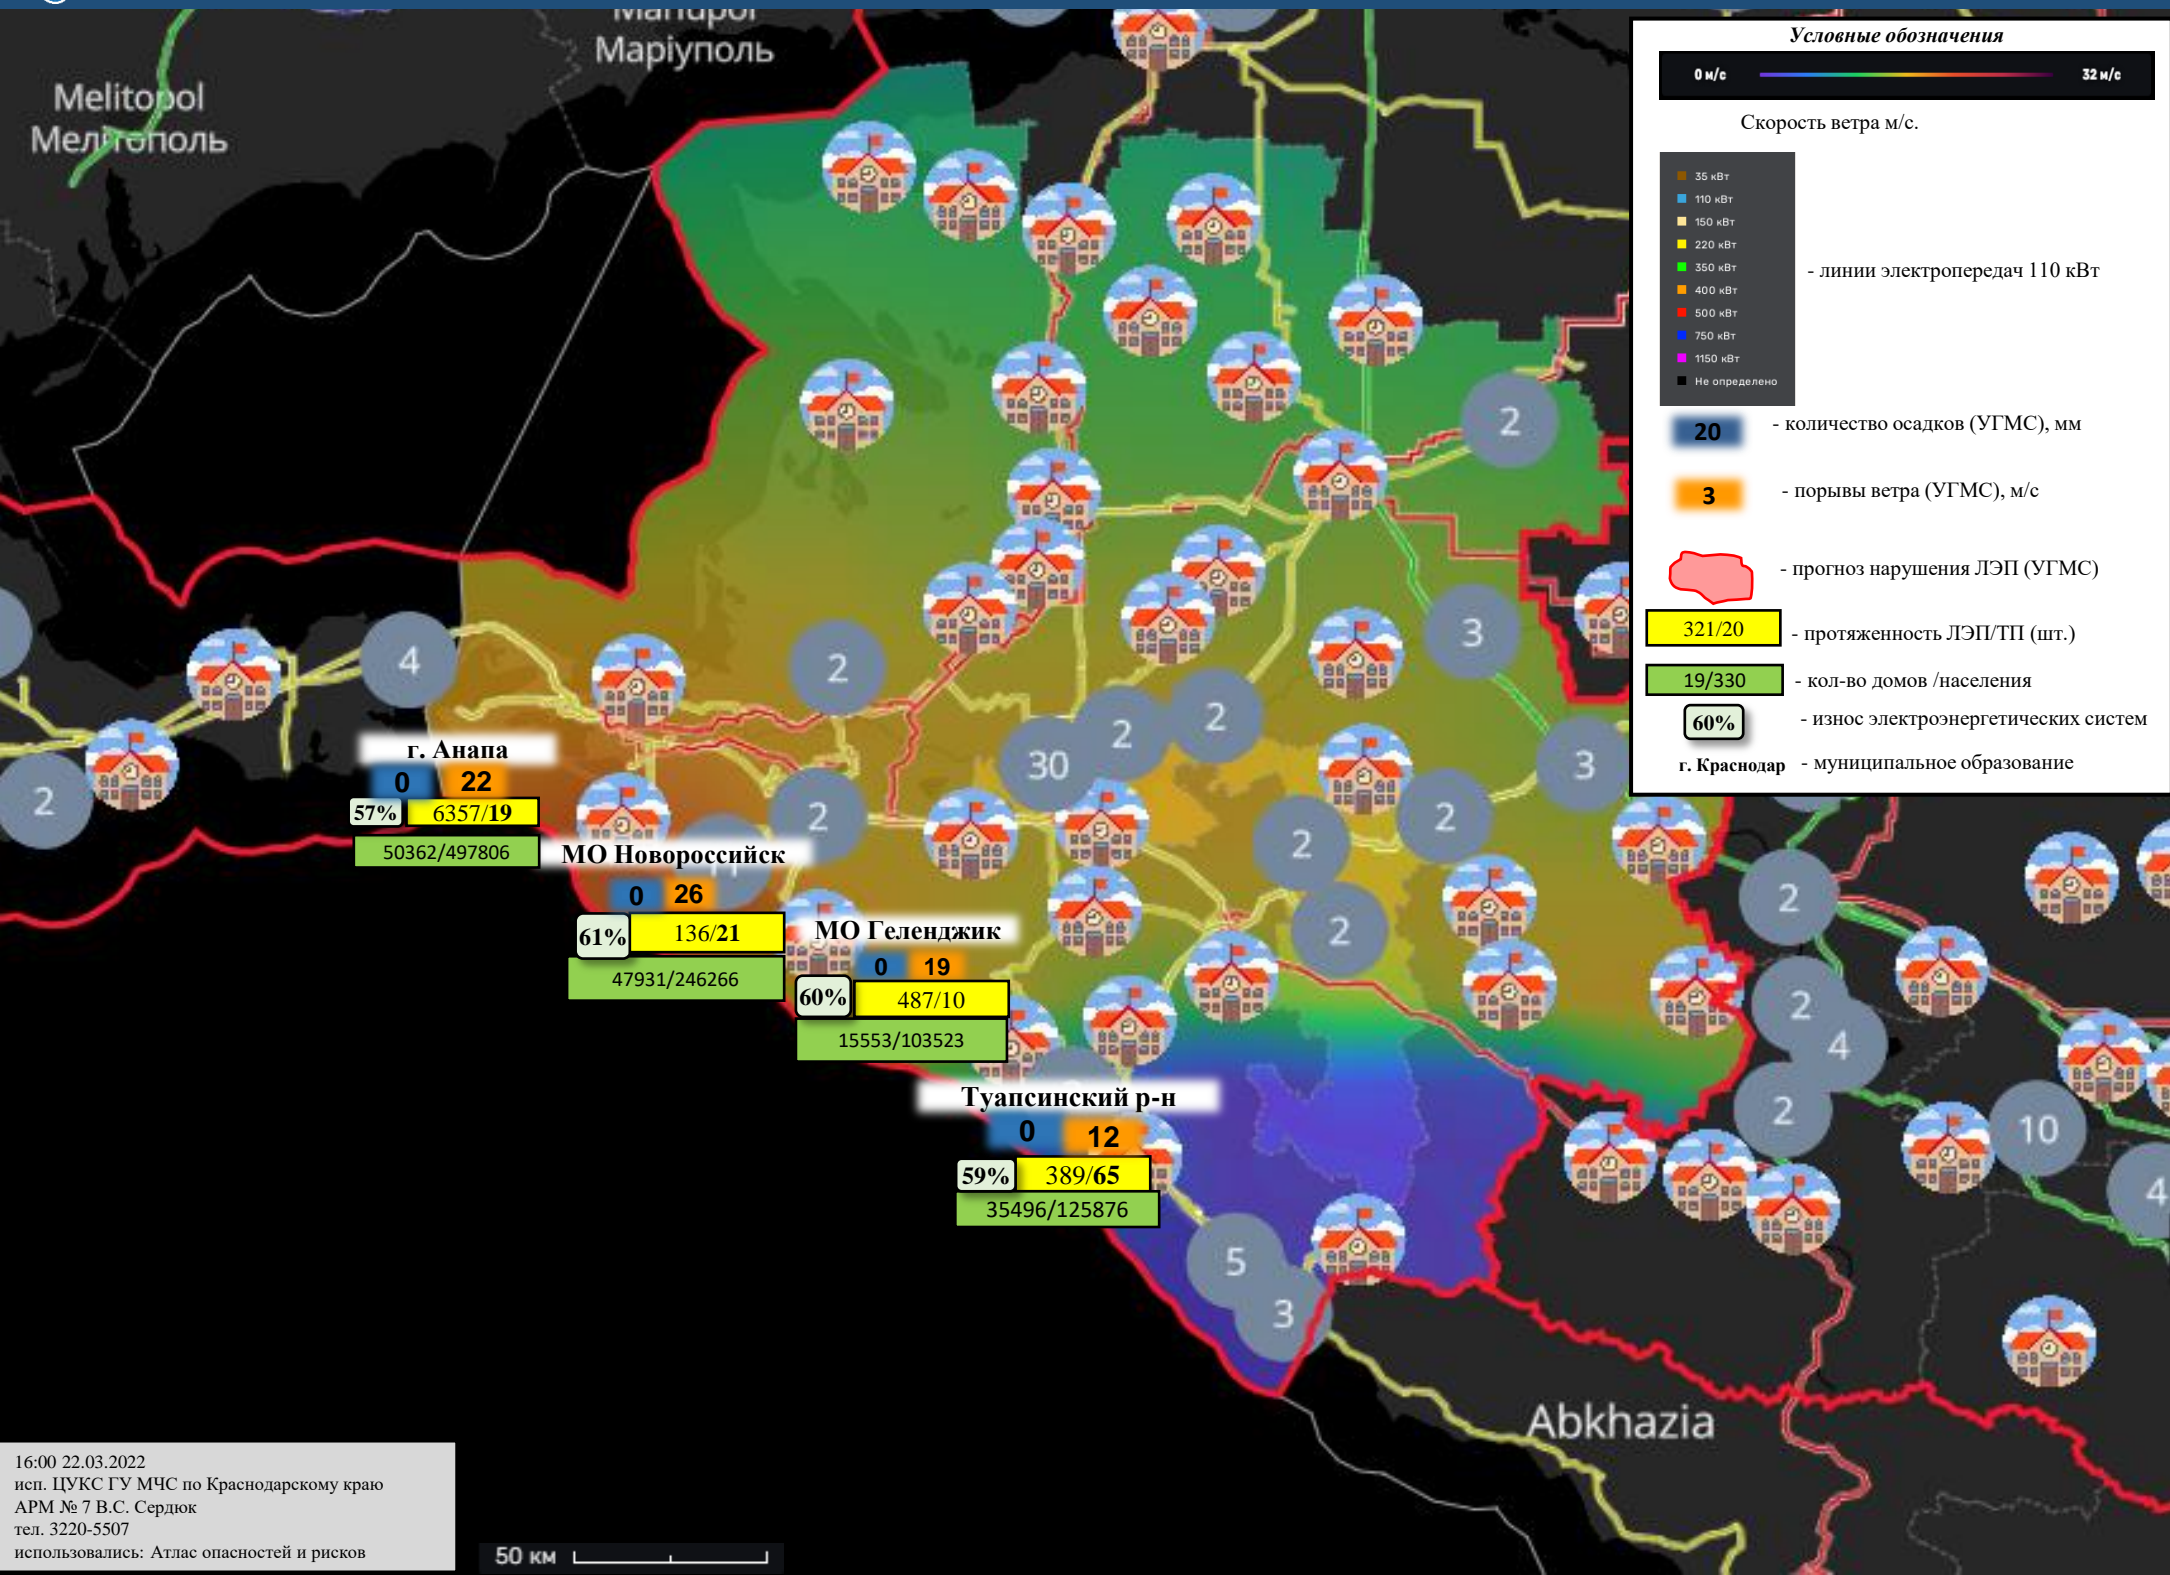 Mariupol
Маріуполь
Melitopol
Мелітополь
Условные обозначения
0 м/с
32 м/с
Скорость ветра м/с.
35 кВт
110 кВт
150 кВт
220 кВт
350 кВт
400 кВт
500 кВт
750 кВт
1150 кВт
Не определено
- линии электропередач 110 кВт
20
- количество осадков (УГМС), мм
3
- порывы ветра (УГМС), м/с
- прогноз нарушения ЛЭП (УГМС)
321/20
- протяженность ЛЭП/ТП (шт.)
19/330
- кол-во домов /населения
60%
- износ электроэнергетических систем
г. Краснодар
- муниципальное образование
2
3
4
2
2
2
30
3
2
2
2
2
2
2
г. Анапа
0 22
57% 6357/19
50362/497806
МО Новороссийск
0 26
61% 136/21
47931/246266
МО Геленджик
0 19
60% 487/10
15553/103523
Туапсинский р-н
0 12
59% 389/65
35496/125876
2
2
4
2
10
4
5
3
Abkhazia
16:00 22.03.2022
исп. ЦУКС ГУ МЧС по Краснодарскому краю
АРМ № 7 В.С. Сердюк
тел. 3220-5507
использовались: Атлас опасностей и рисков
50 км